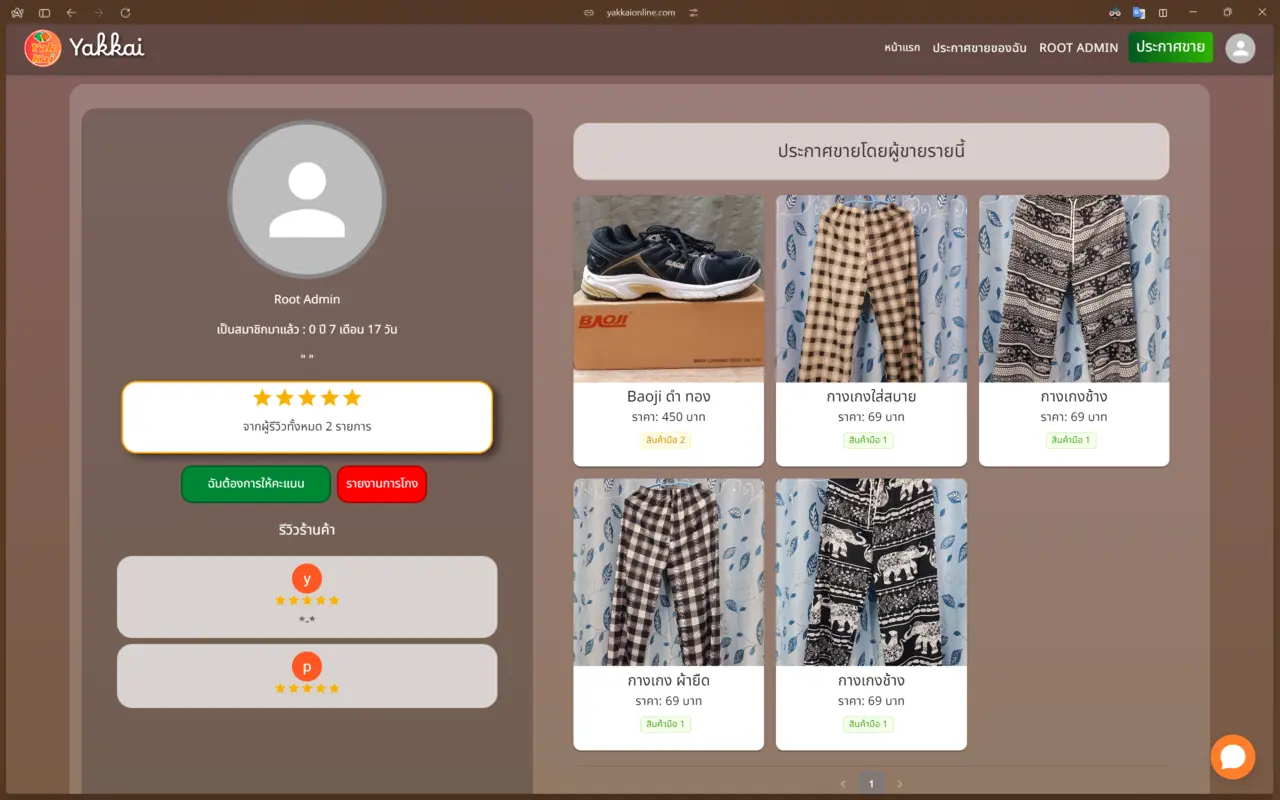 yakkaionline.com
Yakkai
หน้าแรก
ประกาศขายของฉัน
ROOT ADMIN
ประกาศขาย
Root Admin
เป็นสมาชิกมาแล้ว : 0 ปี 7 เดือน 17 วัน
" "
จากผู้รีวิวทั้งหมด 2 รายการ
ฉันต้องการให้คะแนน
รายงานการโกง
รีวิวร้านค้า
y
*-*
p
ประกาศขายโดยผู้ขายรายนี้
BAOJI
Baoji ดำ ทอง
ราคา: 450 บาท
สินค้ามือ 2
กางเกงใส่สบาย
ราคา: 69 บาท
สินค้ามือ 1
กางเกงช้าง
ราคา: 69 บาท
สินค้ามือ 1
กางเกง ผ้ายืด
ราคา: 69 บาท
สินค้ามือ 1
กางเกงช้าง
ราคา: 69 บาท
สินค้ามือ 1
1